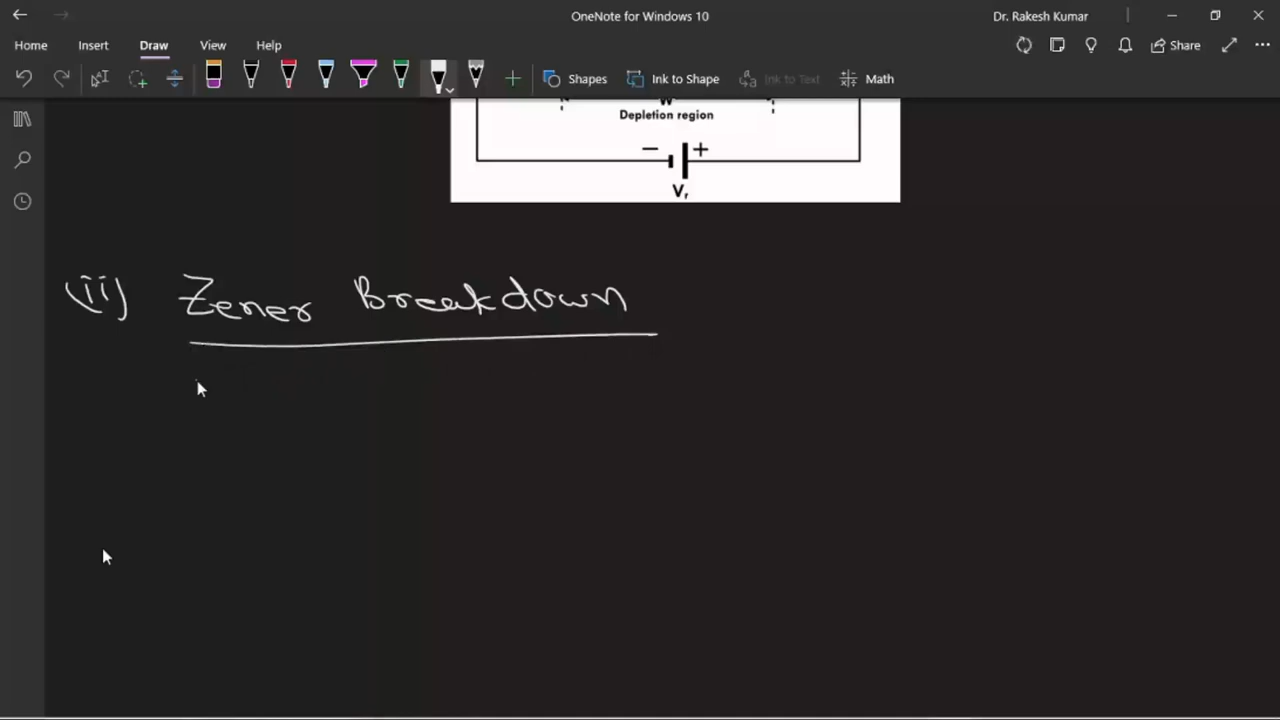 OneNote for Windows 10
Dr. Rakesh Kumar
Home Insert Draw View Help
Share
Shapes Ink to Shape Ink to Text Math
W
Depletion region
− +
Vr
(ii) Zener Breakdown